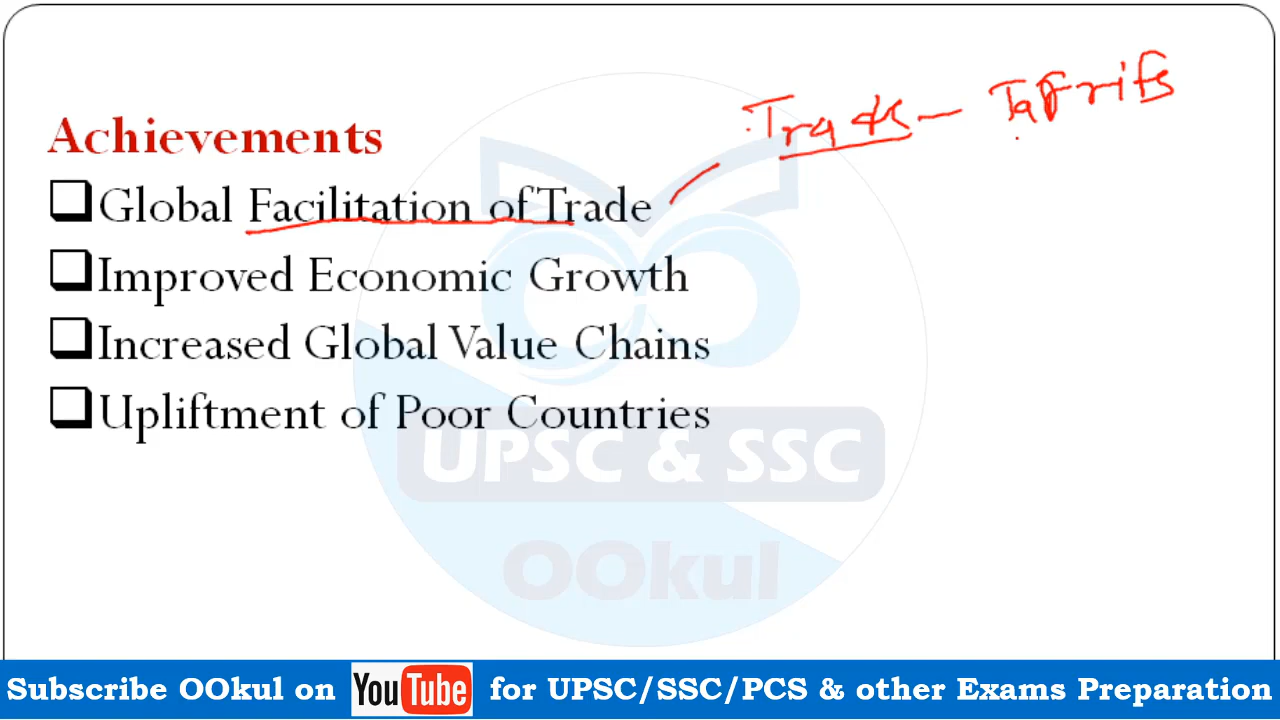 Trade - Tariffs
Achievements
Global Facilitation of Trade
Improved Economic Growth
Increased Global Value Chains
Upliftment of Poor Countries
UPSC & SSC
OOkul
Subscribe OOkul on YouTube for UPSC/SSC/PCS & other Exams Preparation